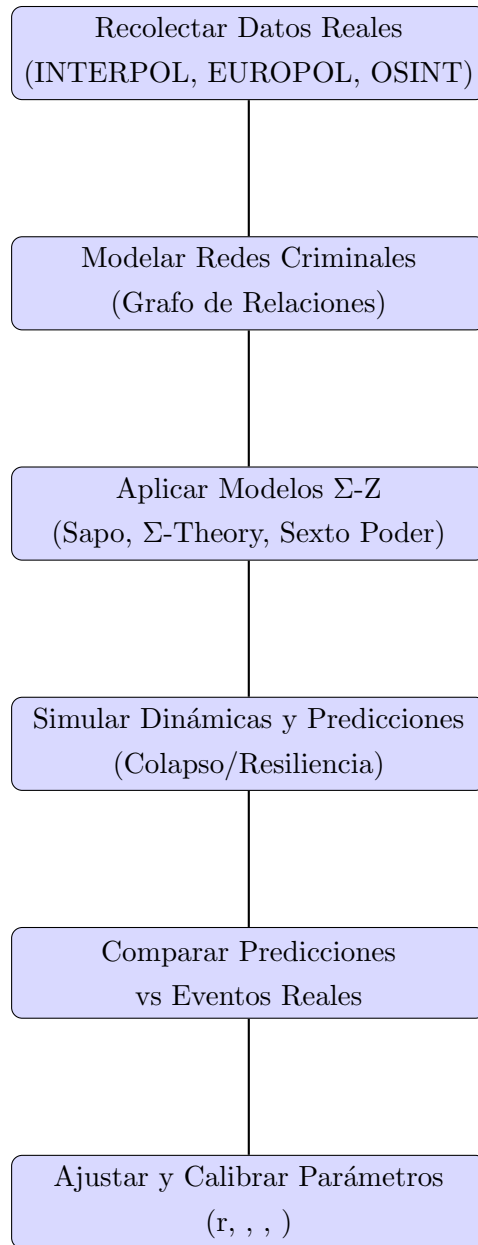 Recolectar Datos Reales
(INTERPOL, EUROPOL, OSINT)
Modelar Redes Criminales
(Grafo de Relaciones)
Aplicar Modelos Σ-Z
(Sapo, Σ-Theory, Sexto Poder)
Simular Dinámicas y Predicciones
(Colapso/Resiliencia)
Comparar Predicciones
vs Eventos Reales
Ajustar y Calibrar Parámetros
(r, , , )